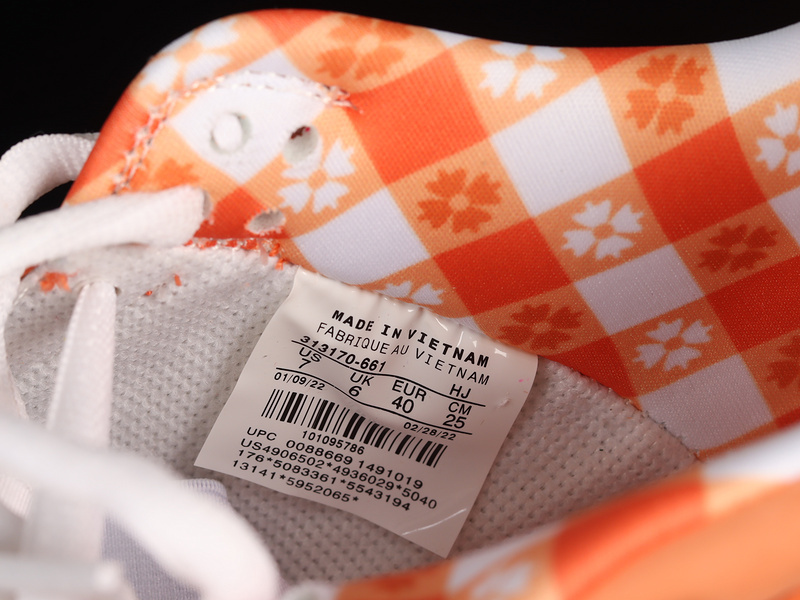 MADE IN VIETNAM
FABRIQUE AU VIETNAM
313170-661 HJ
US UK EUR CM
7 6 40 25
01/09/22 02/28/22
101095786
UPC 0088669 1491019
US4906502*4936029*5040
176*5083361*5543194
13141*5952065*